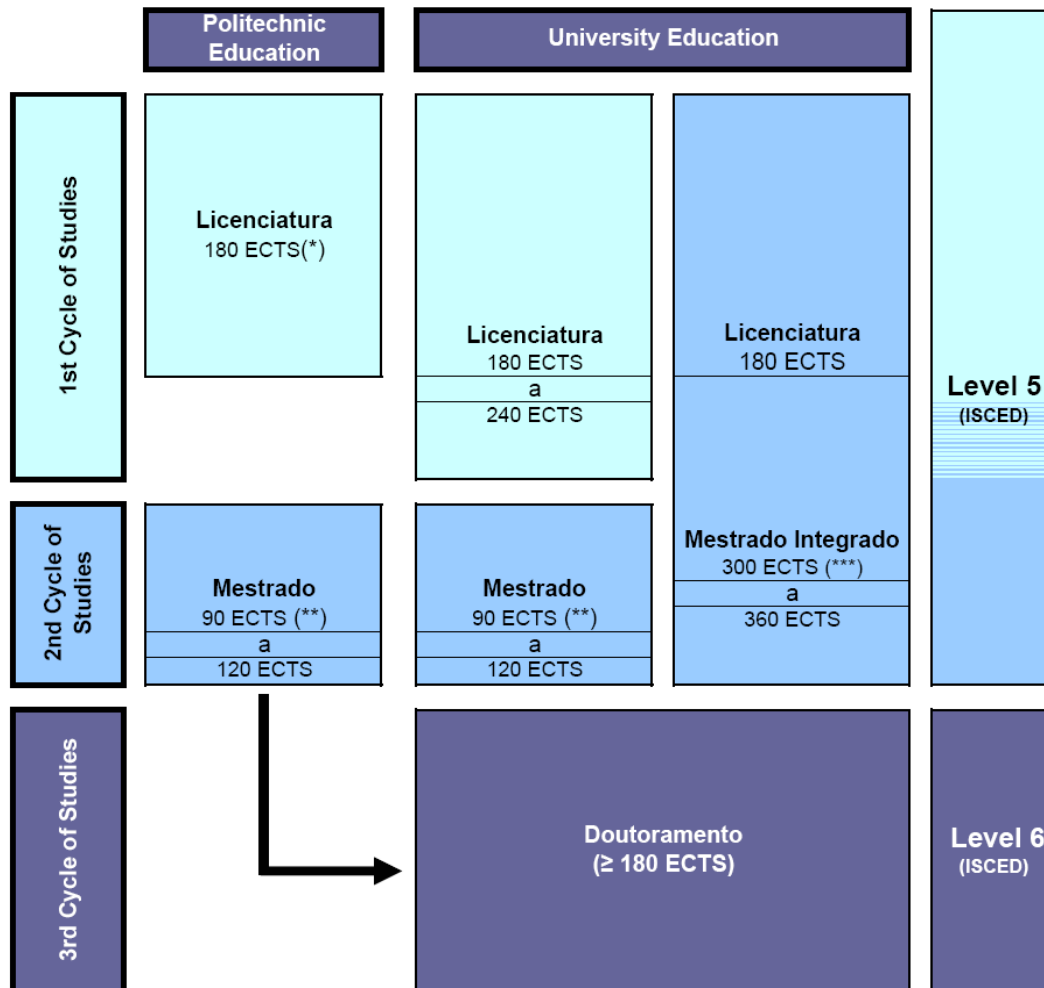 Politechnic
Education
University Education
1st Cycle of Studies
Licenciatura
180 ECTS(*)
Licenciatura
180 ECTS
a
240 ECTS
Licenciatura
180 ECTS
Level 5
(ISCED)
2nd Cycle of
Studies
Mestrado
90 ECTS (**)
a
120 ECTS
Mestrado
90 ECTS (**)
a
120 ECTS
Mestrado Integrado
300 ECTS (***)
a
360 ECTS
3rd Cycle of Studies
Doutoramento
(≥ 180 ECTS)
Level 6
(ISCED)